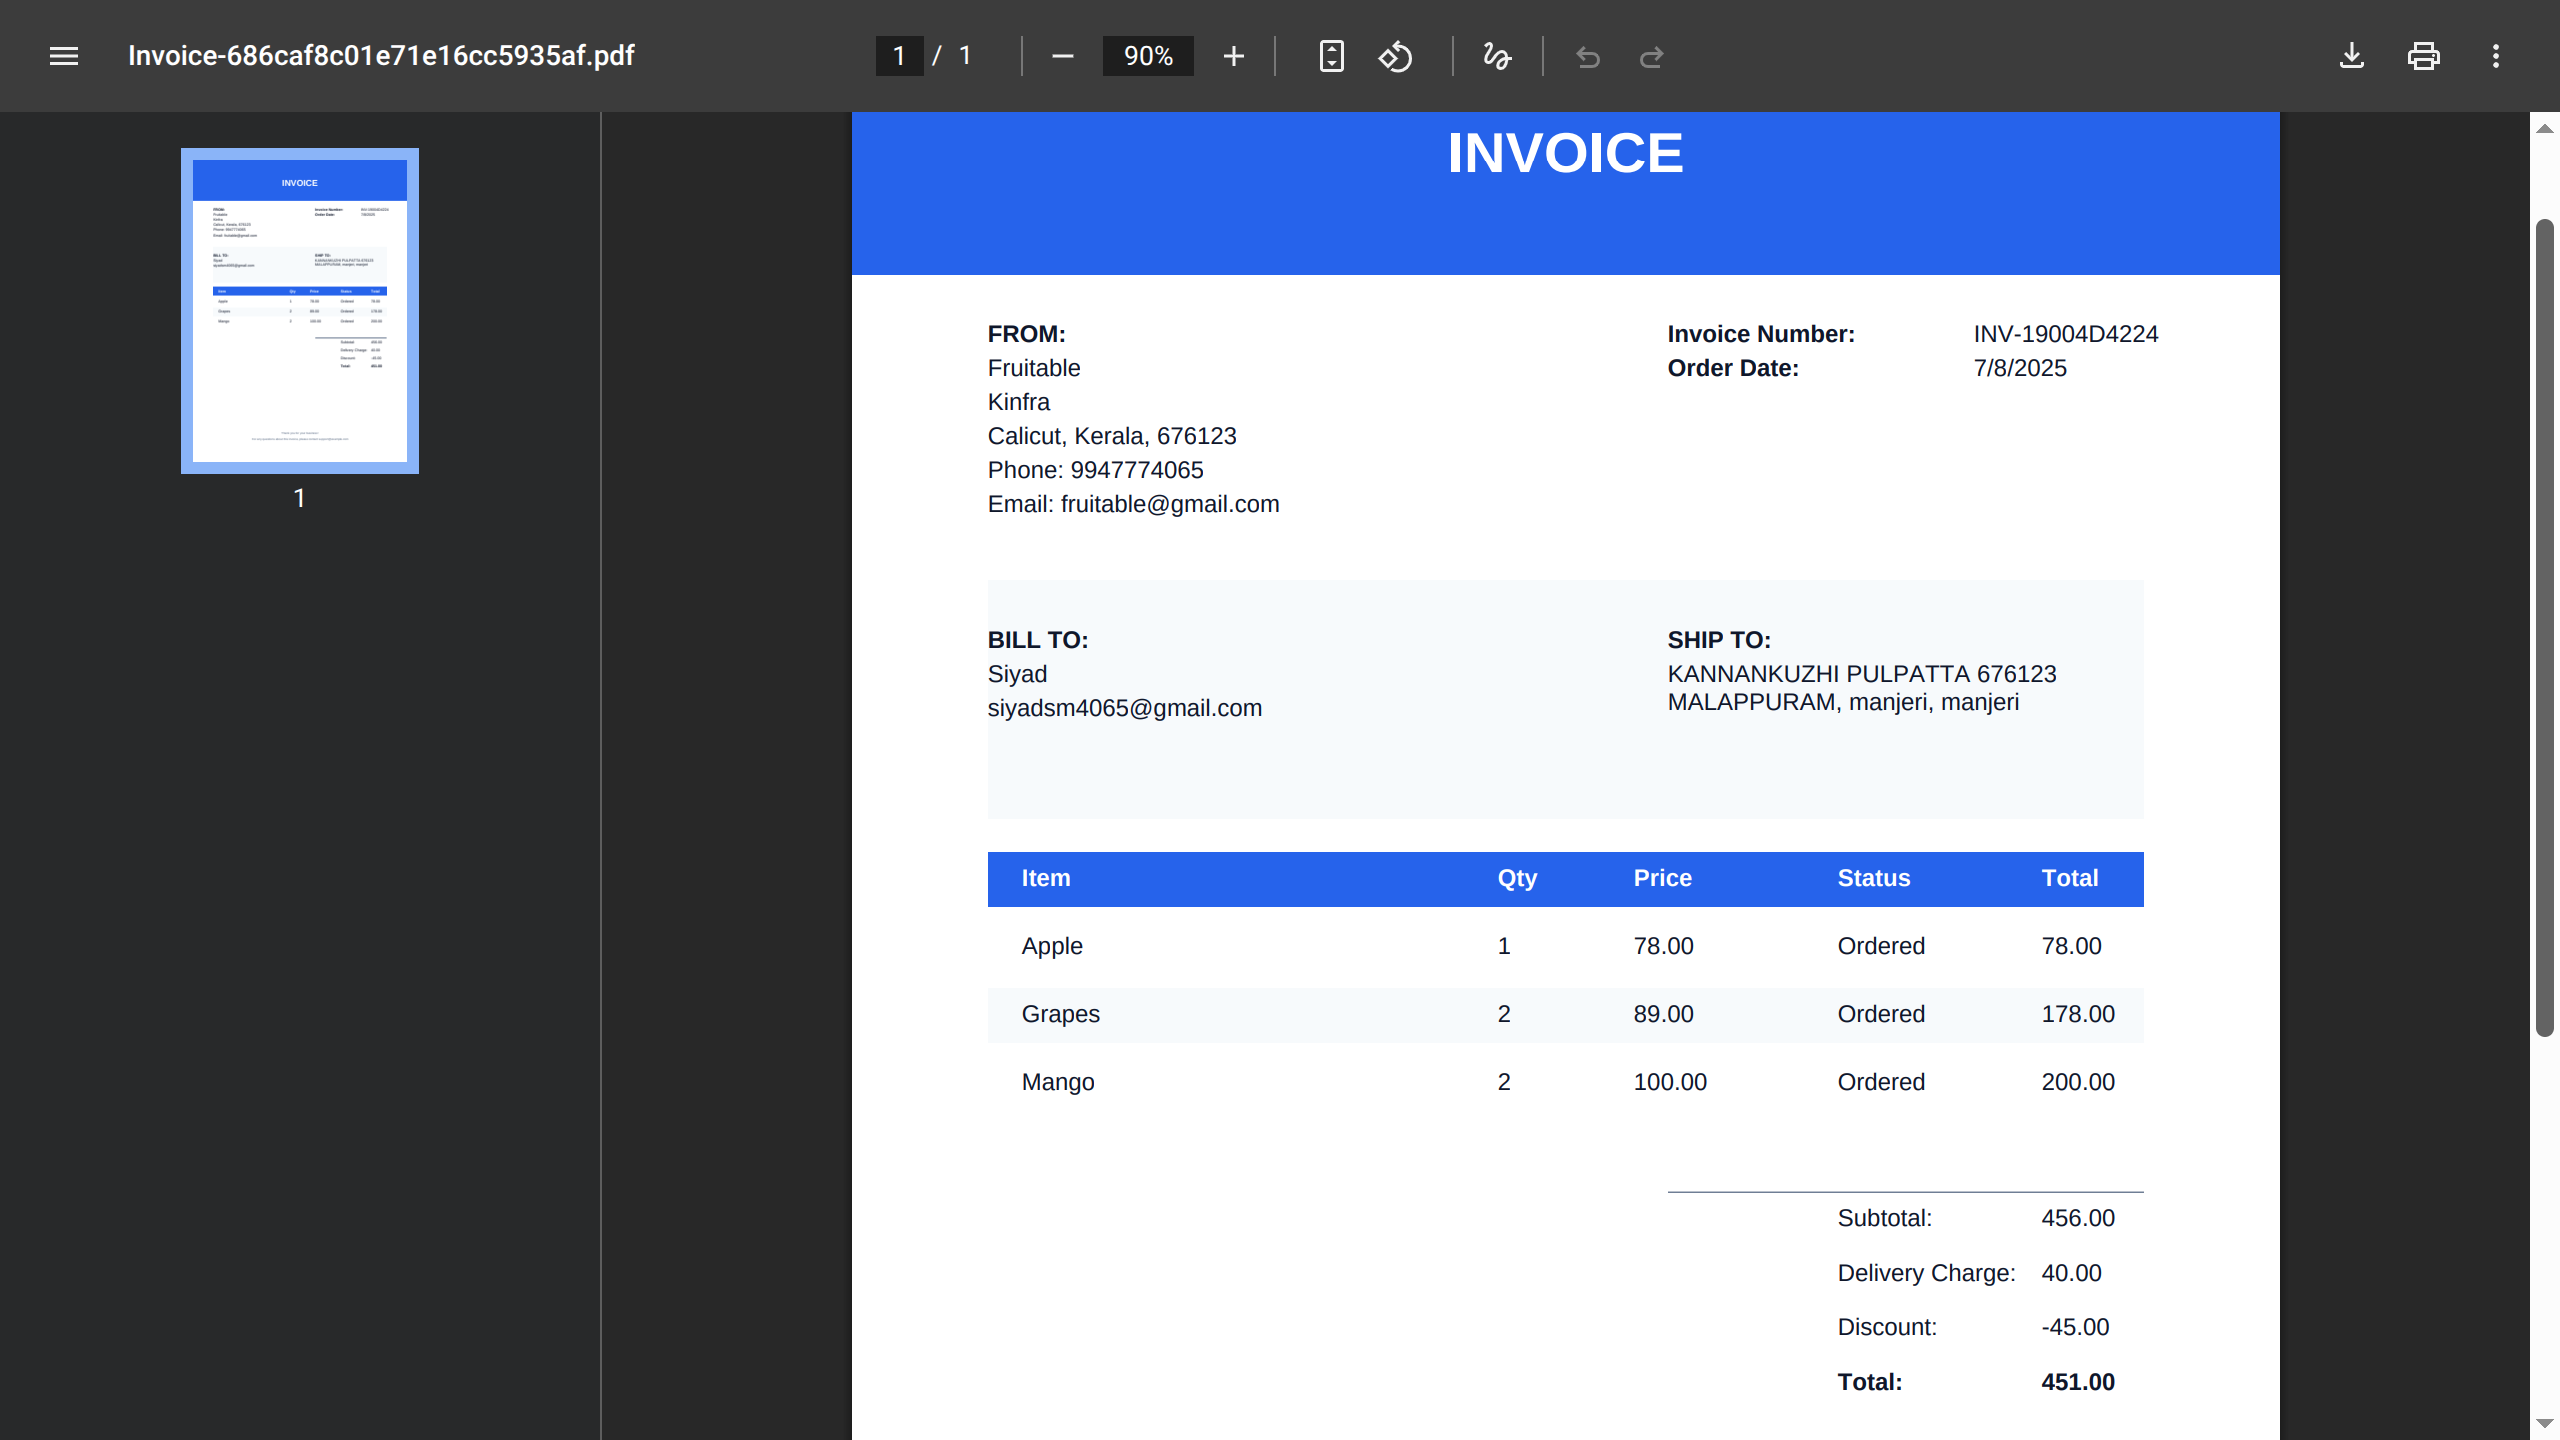 Invoice-686caf8c01e71e16cc5935af.pdf
1 / 1
90%
INVOICE
FROM:
Fruitable
Kinfra
Calicut, Kerala, 676123
Phone: 9947774065
Email: fruitable@gmail.com
Invoice Number: INV-19004D4224
Order Date: 7/8/2025
BILL TO:
Siyad
siyadsm4065@gmail.com
SHIP TO:
KANNANKUZHI PULPATTA 676123
MALAPPURAM, manjeri, manjeri
Item Qty Price Status Total
Apple 1 78.00 Ordered 78.00
Grapes 2 89.00 Ordered 178.00
Mango 2 100.00 Ordered 200.00
Subtotal: 456.00
Delivery Charge: 40.00
Discount: -45.00
Total: 451.00
INVOICE
1